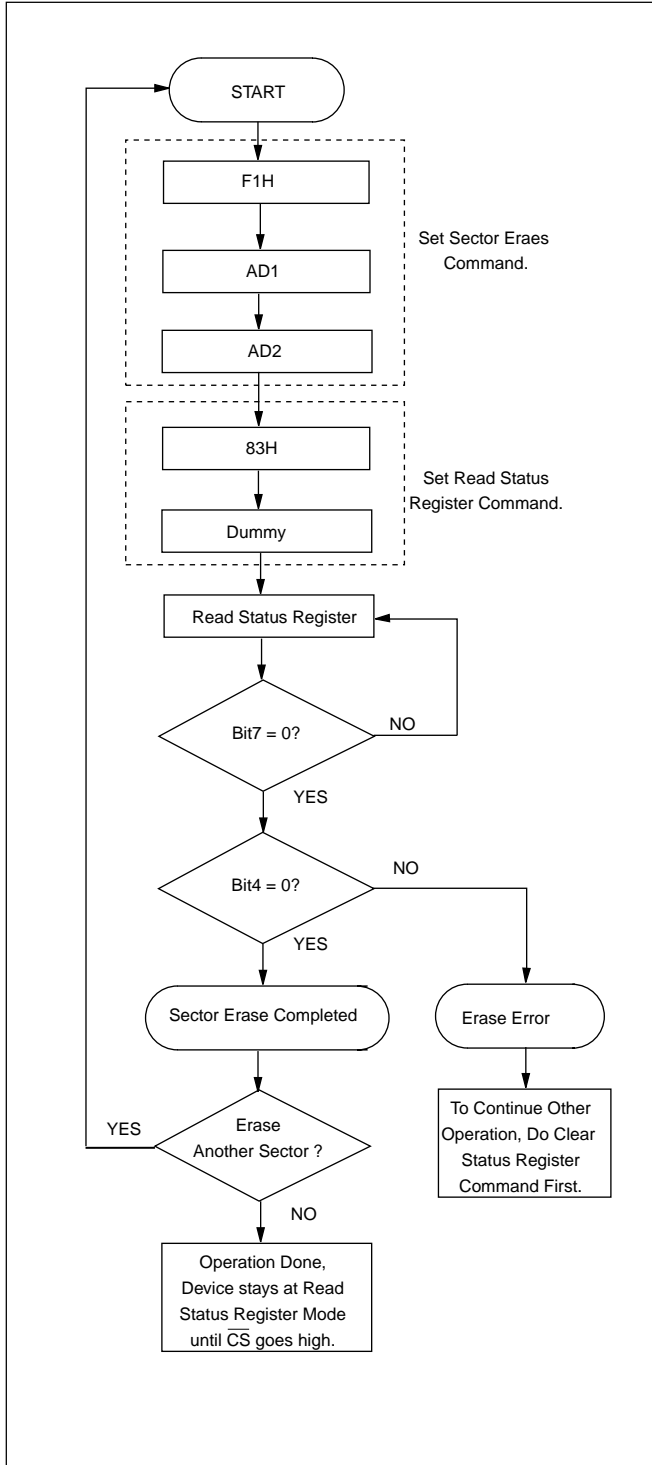 START
F1H
AD1
AD2
Set Sector Eraes
Command.
83H
Dummy
Set Read Status
Register Command.
Read Status Register
Bit7 = 0?
NO
YES
Bit4 = 0?
NO
YES
Sector Erase Completed
Erase Error
To Continue Other
Operation, Do Clear
Status Register
Command First.
Erase
Another Sector ?
YES
NO
Operation Done,
Device stays at Read
Status Register Mode
until C̅S̅ goes high.